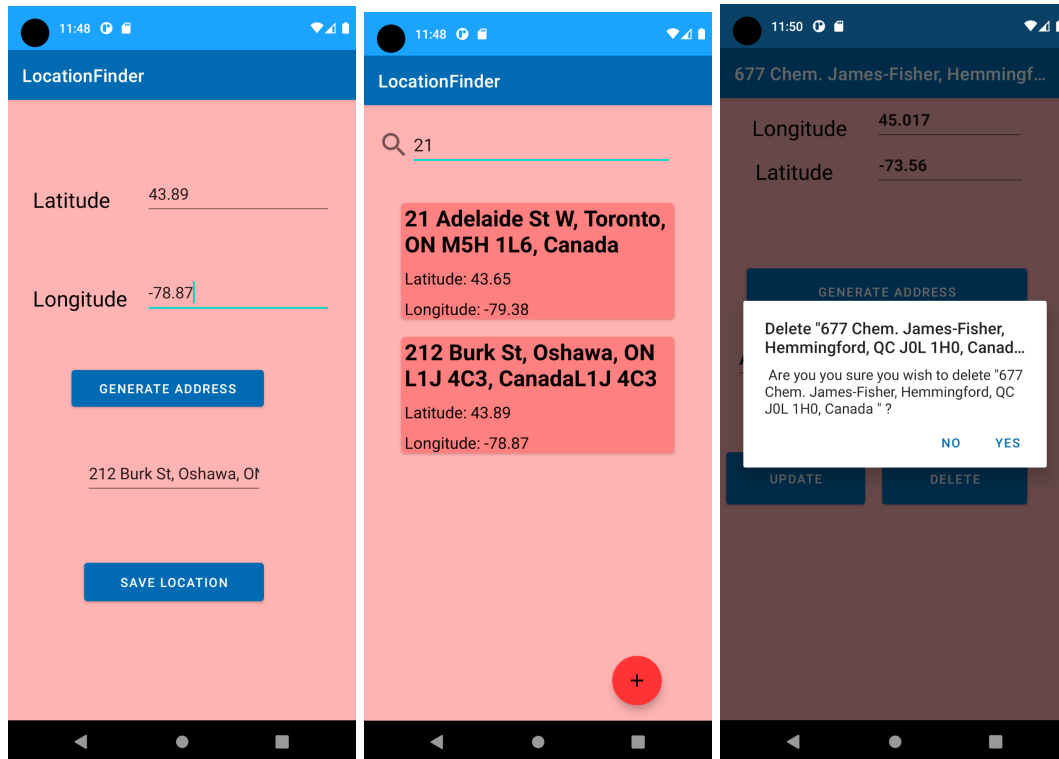 11:48
LocationFinder
Latitude 43.89
Longitude -78.87
GENERATE ADDRESS
212 Burk St, Oshawa, ON
SAVE LOCATION
11:48
LocationFinder
21
21 Adelaide St W, Toronto,
ON M5H 1L6, Canada
Latitude: 43.65
Longitude: -79.38
212 Burk St, Oshawa, ON
L1J 4C3, CanadaL1J 4C3
Latitude: 43.89
Longitude: -78.87
+
11:50
677 Chem. James-Fisher, Hemmingf...
Longitude 45.017
Latitude -73.56
GENERATE ADDRESS
Delete "677 Chem. James-Fisher,
Hemmingford, QC J0L 1H0, Canad...
Are you you sure you wish to delete "677
Chem. James-Fisher, Hemmingford, QC
J0L 1H0, Canada " ?
NO YES
UPDATE DELETE